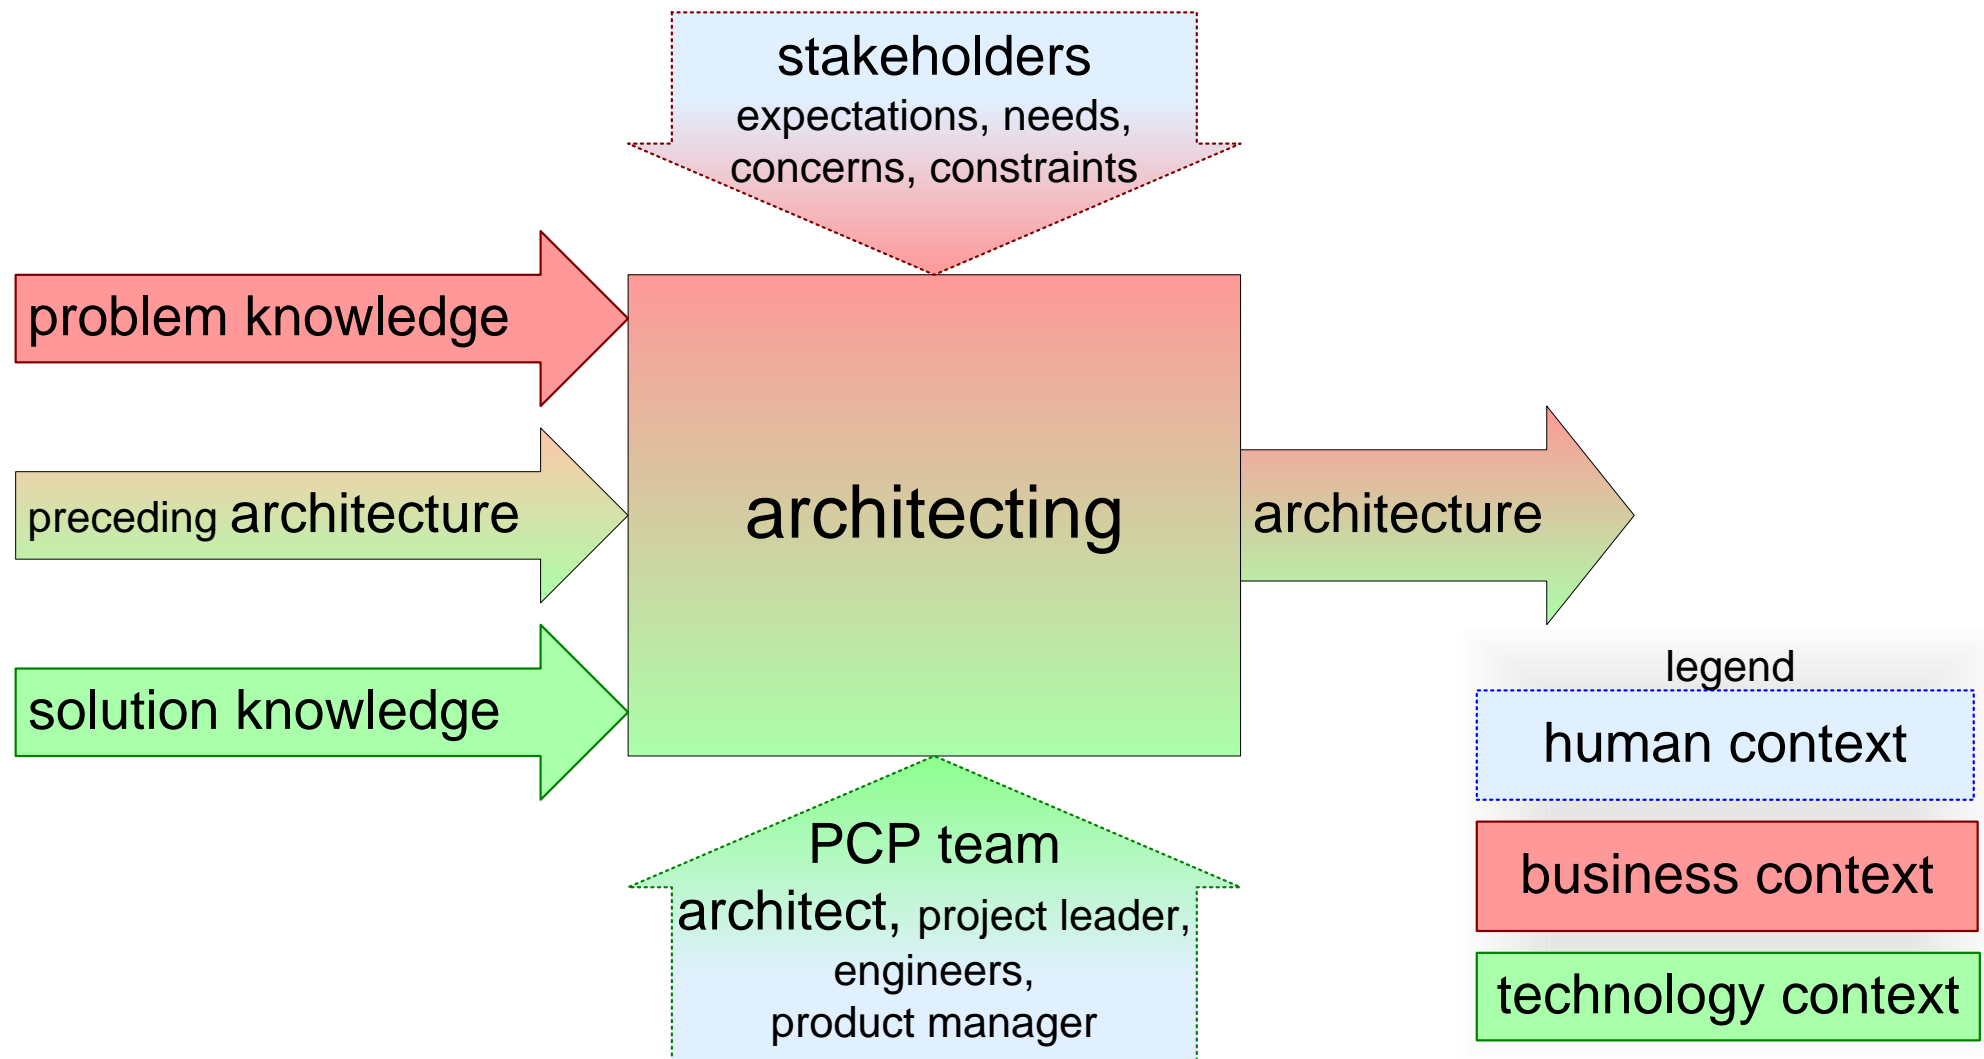 stakeholders
expectations, needs,
concerns, constraints
problem knowledge
preceding architecture
solution knowledge
architecting
architecture
PCP team
architect, project leader,
engineers,
product manager
legend
human context
business context
technology context